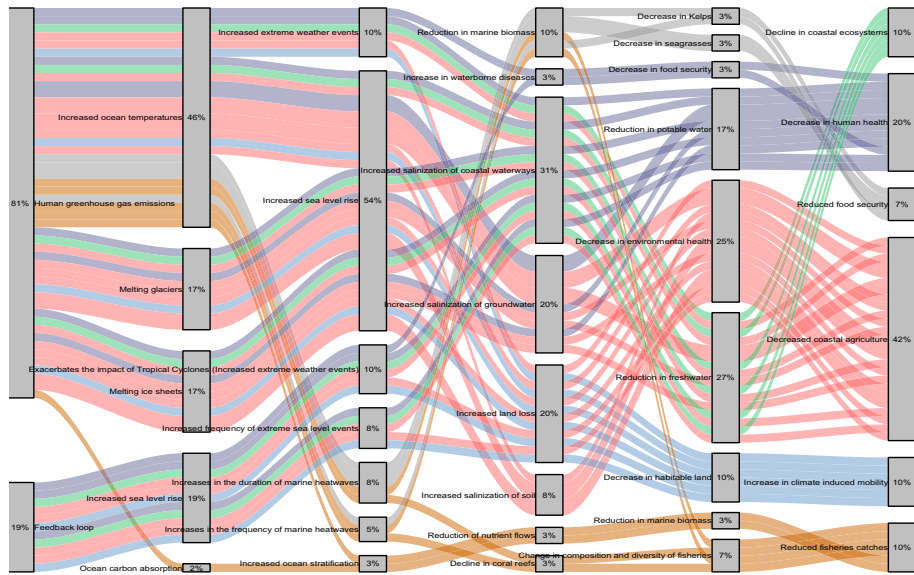 81% Human greenhouse gas emissions
19% Feedback loop
Increased ocean temperatures 46%
Melting glaciers 17%
Melting ice sheets 17%
Increased sea level rise 19%
Ocean carbon absorption 2%
Increased extreme weather events 10%
Increased sea level rise 54%
Exacerbates the impact of Tropical Cyclones (Increased extreme weather events) 10%
Increased frequency of extreme sea level events 8%
Increases in the duration of marine heatwaves 8%
Increases in the frequency of marine heatwaves 5%
Increased ocean stratification 3%
Reduction in marine biomass 10%
Increase in waterborne diseases 3%
Increased salinization of coastal waterways 31%
Increased salinization of groundwater 20%
Increased land loss 20%
Increased salinization of soil 8%
Reduction of nutrient flows 3%
Decline in coral reefs 3%
Decrease in Kelps 3%
Decrease in seagrasses 3%
Decrease in food security 3%
Reduction in potable water 17%
Decrease in environmental health 25%
Reduction in freshwater 27%
Decrease in habitable land 10%
Reduction in marine biomass 3%
Change in composition and diversity of fisheries 7%
Decline in coastal ecosystems 10%
Decrease in human health 20%
Reduced food security 7%
Decreased coastal agriculture 42%
Increase in climate induced mobility 10%
Reduced fisheries catches 10%